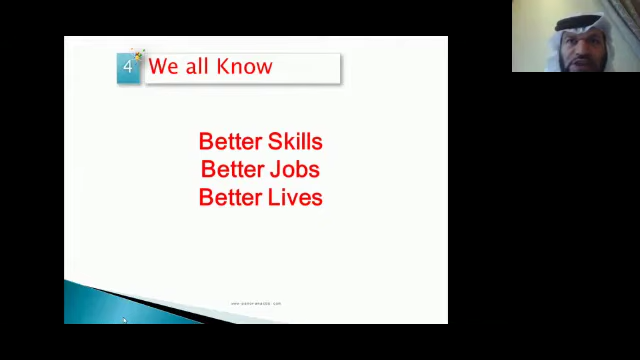 4
We all Know
Better Skills
Better Jobs
Better Lives